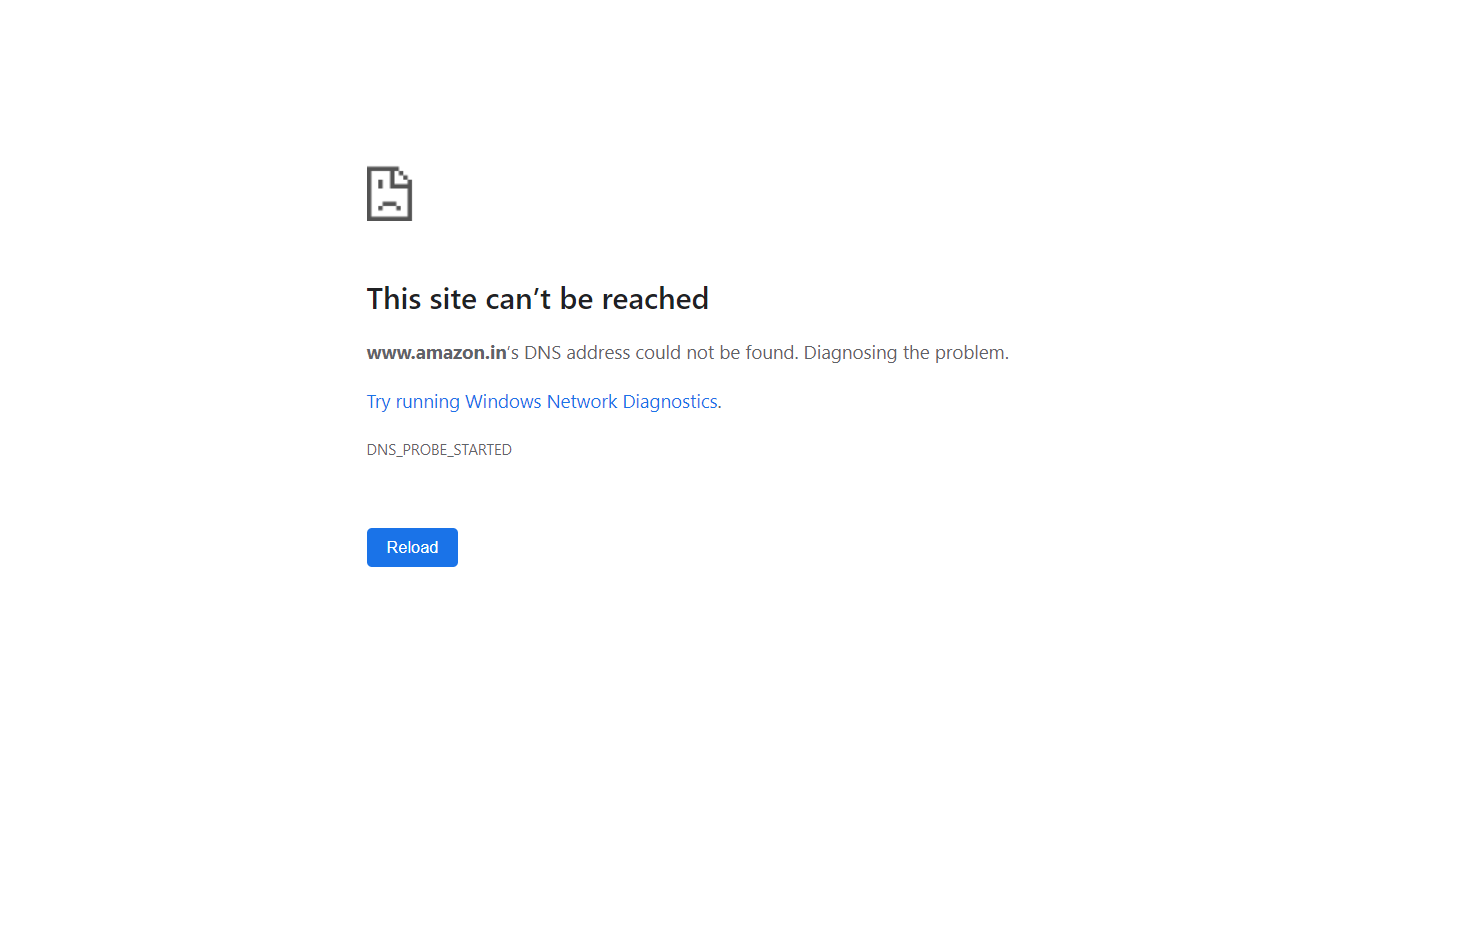 This site can’t be reached
www.amazon.in’s DNS address could not be found. Diagnosing the problem.
Try running Windows Network Diagnostics.
DNS_PROBE_STARTED
Reload